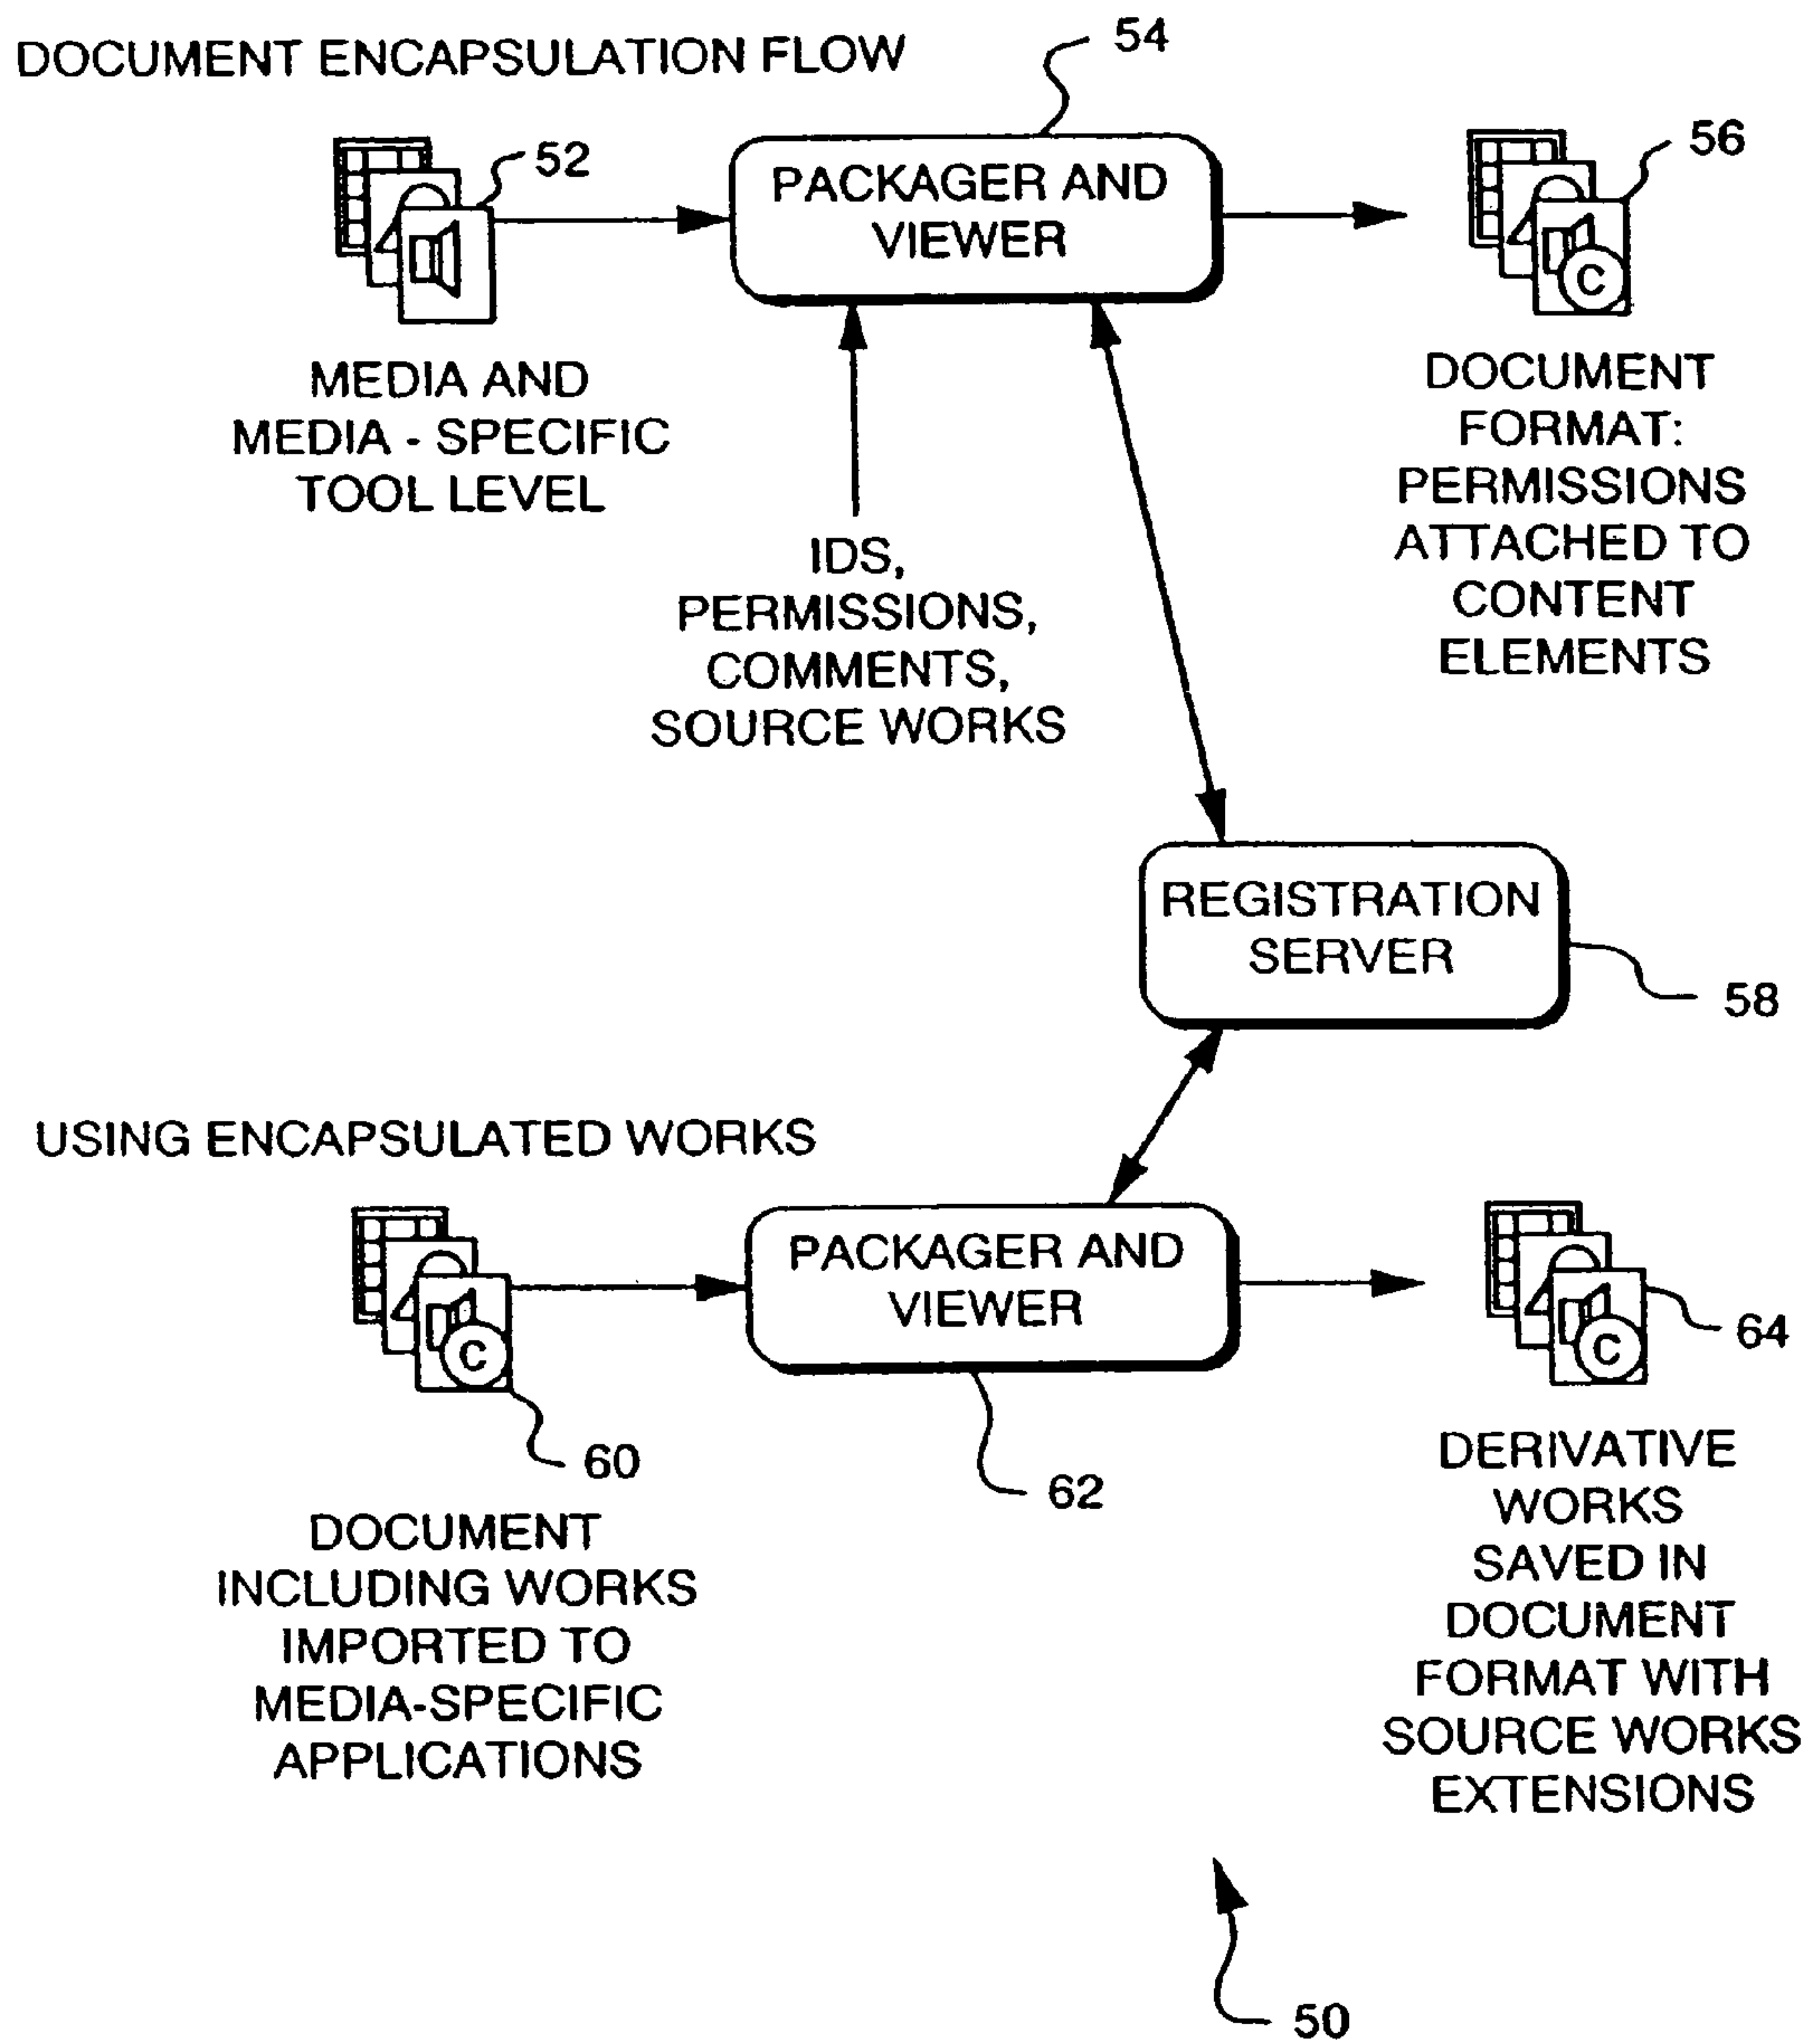 DOCUMENT ENCAPSULATION FLOW
54
52
PACKAGER AND
VIEWER
56
C
MEDIA AND
MEDIA - SPECIFIC
TOOL LEVEL
IDS,
PERMISSIONS,
COMMENTS,
SOURCE WORKS
DOCUMENT
FORMAT:
PERMISSIONS
ATTACHED TO
CONTENT
ELEMENTS
REGISTRATION
SERVER
58
USING ENCAPSULATED WORKS
PACKAGER AND
VIEWER
C
60
62
C
64
DOCUMENT
INCLUDING WORKS
IMPORTED TO
MEDIA-SPECIFIC
APPLICATIONS
DERIVATIVE
WORKS
SAVED IN
DOCUMENT
FORMAT WITH
SOURCE WORKS
EXTENSIONS
50